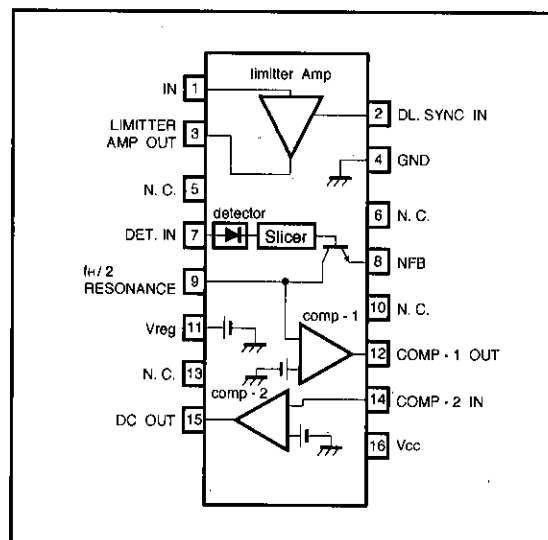 limitter Amp
IN 1
2 DL. SYNC IN
LIMITTER
AMP OUT 3
4 GND
N. C. 5
6 N. C.
detector
DET. IN 7
Slicer
8 NFB
fH / 2
RESONANCE 9
10 N. C.
comp - 1
Vreg 11
12 COMP - 1 OUT
N. C. 13
comp - 2
14 COMP - 2 IN
DC OUT 15
16 Vcc